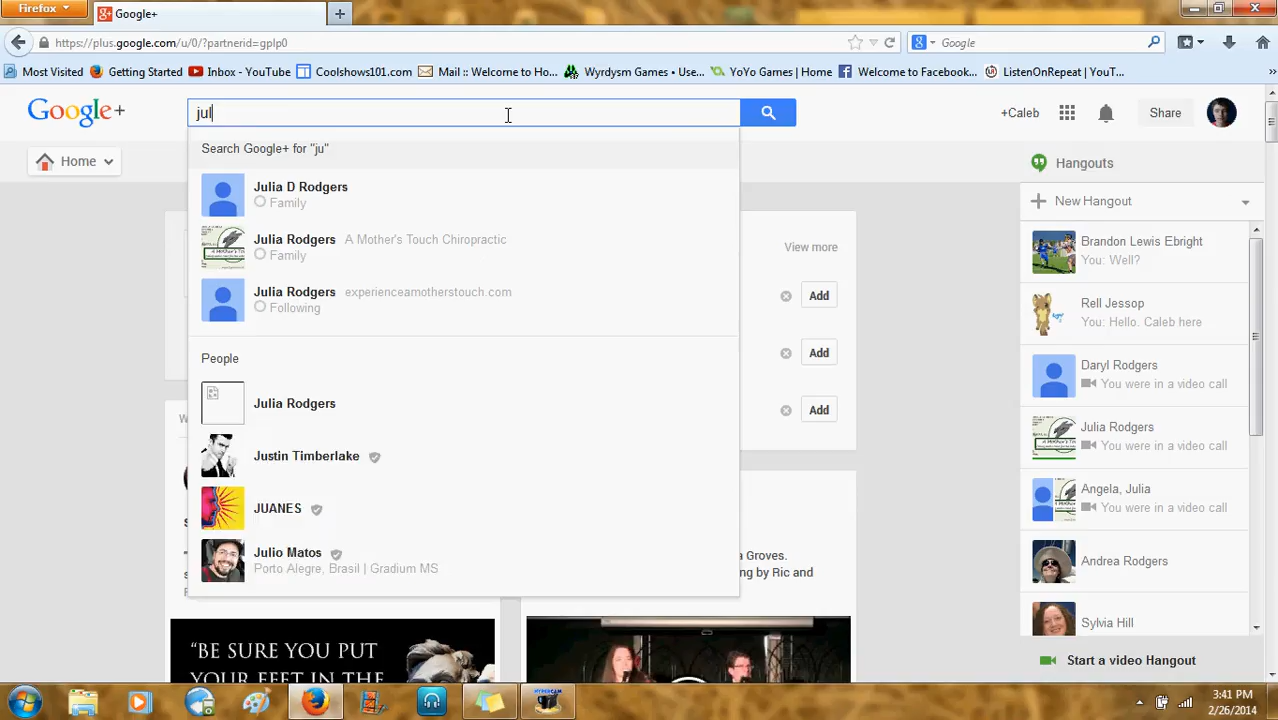 Firefox
Google+
https://plus.google.com/u/0/?partnerid=gplp0
Google
Most Visited
Getting Started
Inbox - YouTube
Coolshows101.com
Mail :: Welcome to Ho...
Wyrdysm Games • Use...
YoYo Games | Home
Welcome to Facebook...
ListenOnRepeat | YouT...
Google+
jul
+Caleb
Share
Home
Search Google+ for "ju"
Julia D Rodgers
Family
Julia Rodgers A Mother's Touch Chiropractic
Family
Julia Rodgers experienceamotherstouch.com
Following
People
Julia Rodgers
Justin Timberlake
JUANES
Julio Matos
Porto Alegre, Brasil | Gradium MS
View more
Add
Add
Add
a Groves.
ng by Ric and
"BE SURE YOU PUT
YOUR FEET IN THE
Hangouts
New Hangout
Brandon Lewis Ebright
You: Well?
Rell Jessop
You: Hello. Caleb here
Daryl Rodgers
You were in a video call
Julia Rodgers
You were in a video call
Angela, Julia
You were in a video call
Andrea Rodgers
Sylvia Hill
Start a video Hangout
3:41 PM
2/26/2014